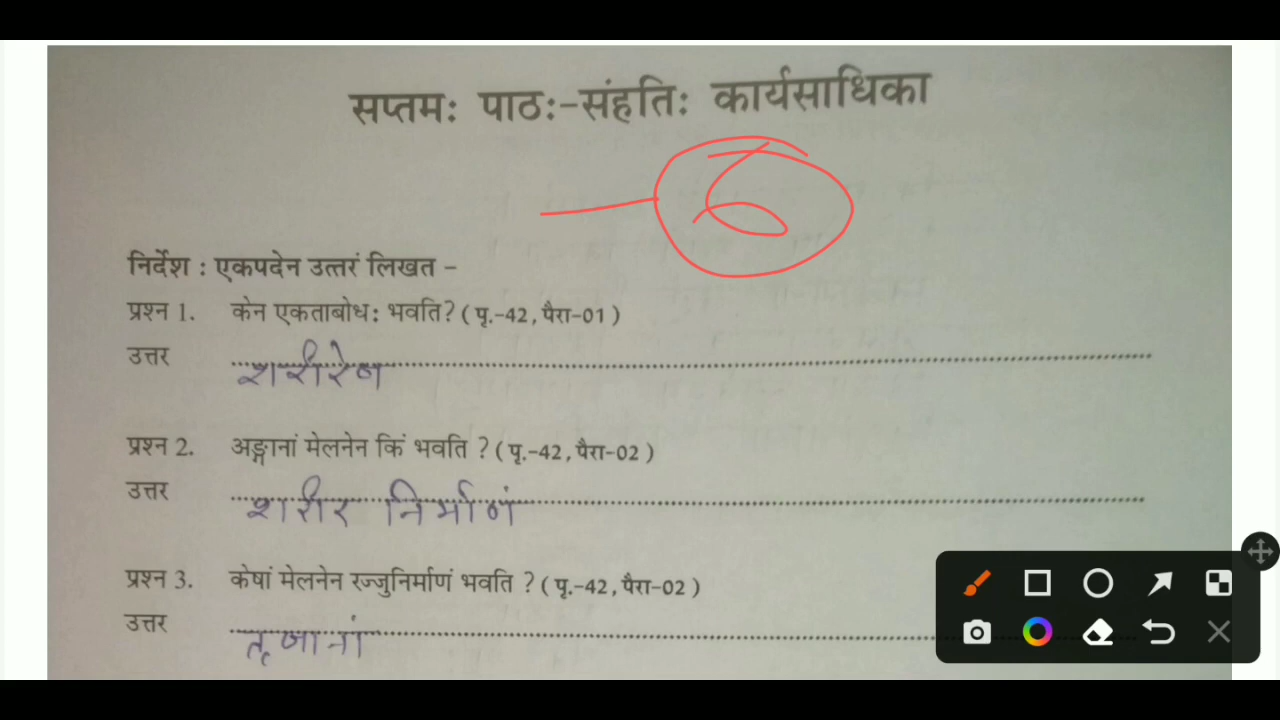 सप्तमः पाठः-संहतिः कार्यसाधिका
निर्देश : एकपदेन उत्तरं लिखत -
प्रश्न 1. केन एकताबोधः भवति? ( पृ.-42, पैरा-01 )
उत्तर शरीरेण
प्रश्न 2. अङ्गानां मेलनेन किं भवति ? ( पृ.-42, पैरा-02 )
उत्तर शरीर निर्माणं
प्रश्न 3. केषां मेलनेन रज्जुनिर्माणं भवति ? ( पृ.-42, पैरा-02 )
उत्तर तृणानां